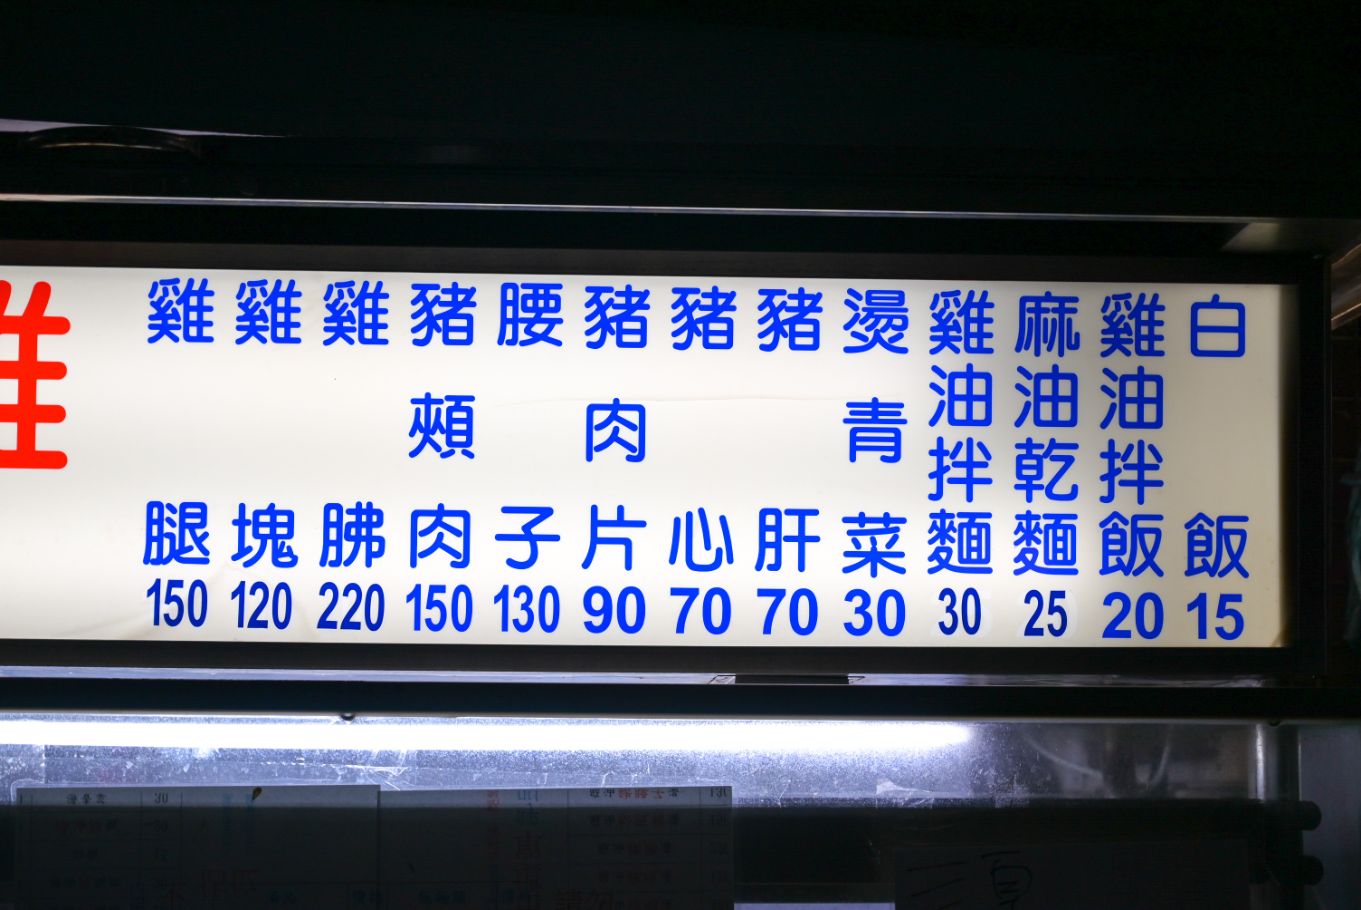 雞腿 150
雞塊 120
雞胇 220
豬頰肉 150
腰子 130
豬肉片 90
豬心 70
豬肝 70
燙青菜 30
雞油拌麵 30
麻油乾麵 25
雞油拌飯 20
白飯 15